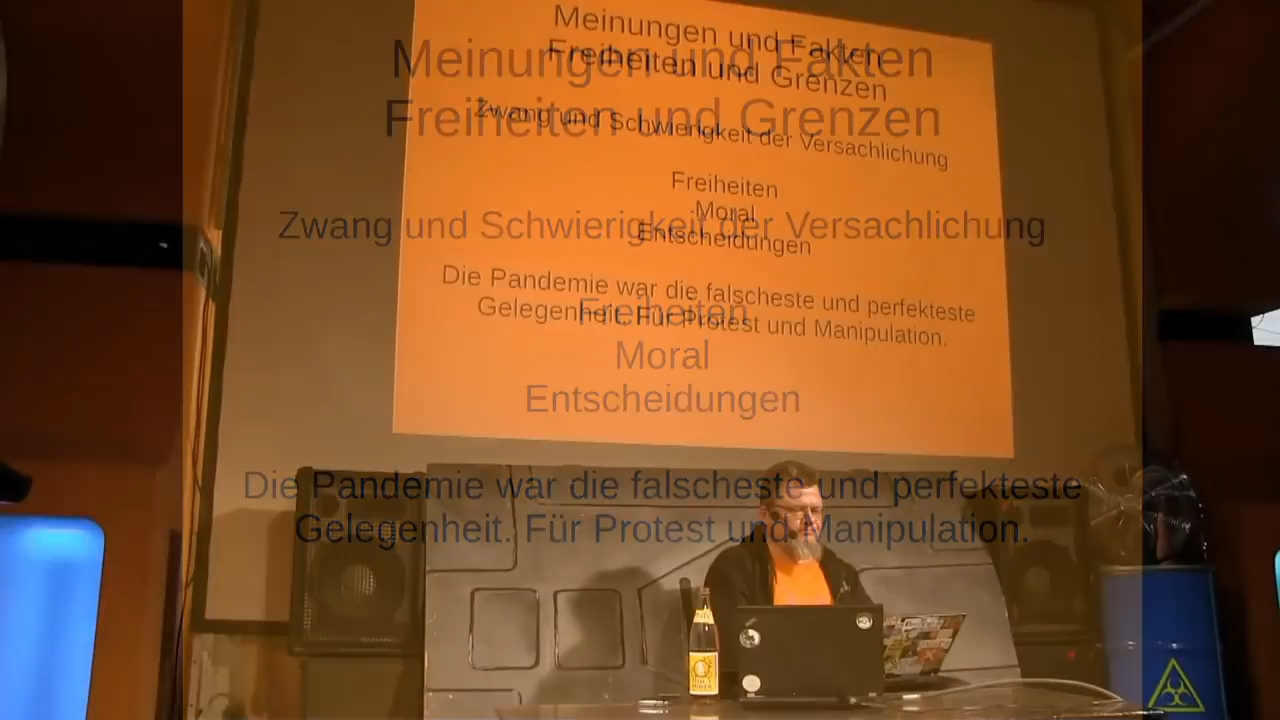 Meinungen und Fakten
Freiheiten und Grenzen
Zwang und Schwierigkeit der Versachlichung
Freiheiten
Moral
Entscheidungen
Die Pandemie war die falscheste und perfekteste
Gelegenheit. Für Protest und Manipulation.
Meinungen und Fakten
Freiheiten und Grenzen
Zwang und Schwierigkeit der Versachlichung
Freiheiten
Moral
Entscheidungen
Die Pandemie war die falscheste und perfekteste
Gelegenheit. Für Protest und Manipulation.